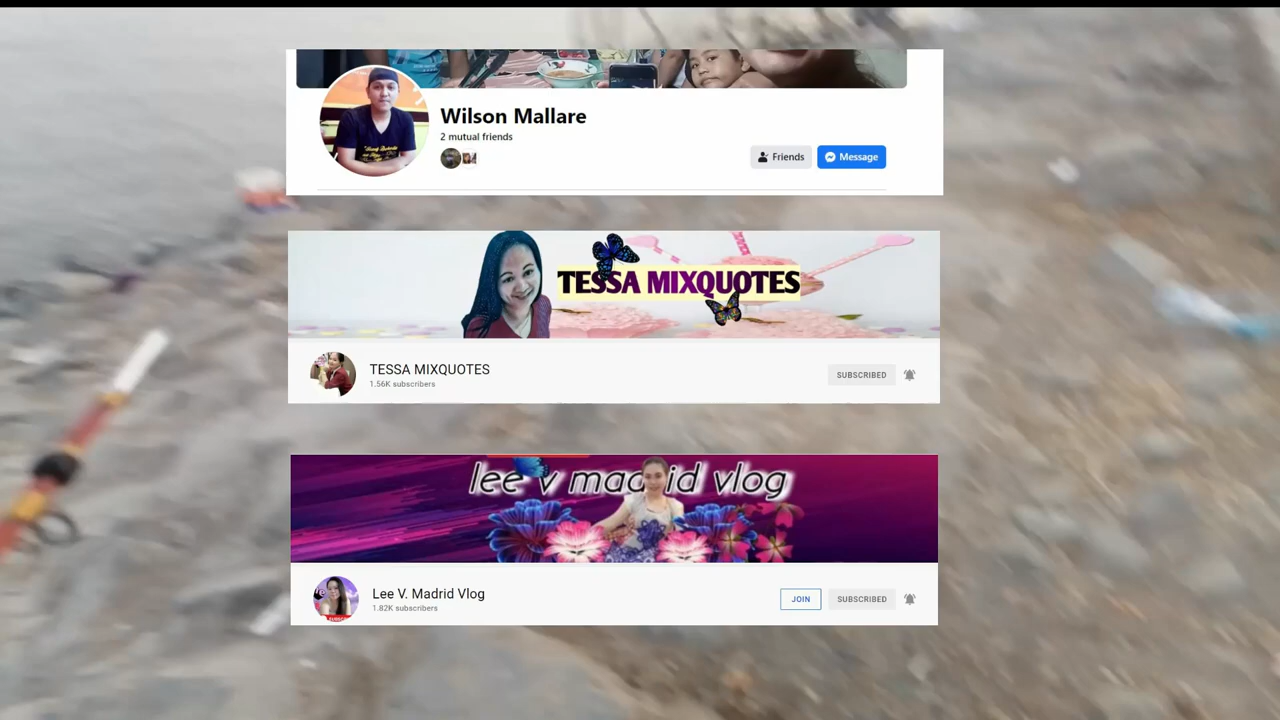 Wilson Mallare
2 mutual friends
Friends
Message
TESSA MIXQUOTES
TESSA MIXQUOTES
1.56K subscribers
SUBSCRIBED
lee v madrid vlog
Lee V. Madrid Vlog
1.82K subscribers
JOIN
SUBSCRIBED